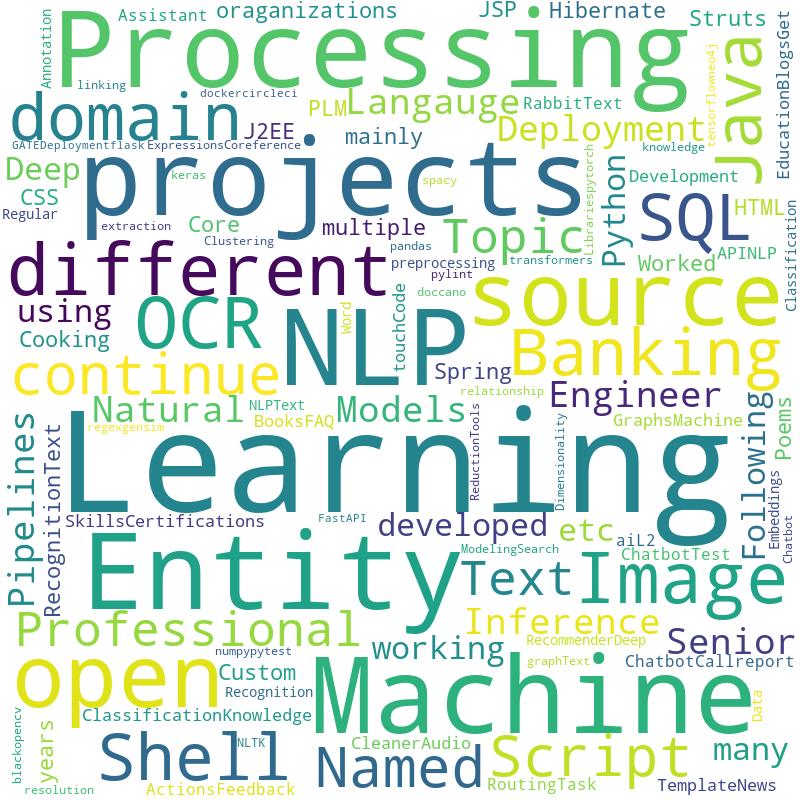 Annotation
Assistant
oraganizations
JSP
Hibernate
Struts
EducationBlogsGet
Processing
linking
dockercircleci
domain
J2EE
PLM
Langauge
RabbitText
Deployment
tensorflowneo4j
Java
GATEDeploymentflask
ExpressionsCoreference
mainly
knowledge
Deep
projects
keras
spacy
Librariespytorch
Python
Development
CSS
SQL
HTML
Regular
extraction
Core
multiple
Topic
Classification
Clustering
pandas
preprocessing
transformers
Worked
APINLP
different
pylint
source
using
OCR
Word
NLP
touchCode
doccano
Cooking
Spring
Banking
continue
relationship
Engineer
Natural
NLPText
Models
BooksFAQ
regexgensim
GraphsMachine
Following
Poems
Pipelines
RecognitionText
Learning
ReductionTools
Dimensionality
Embeddings
Chatbot
SkillsCertifications
FastAPI
developed
etc
aiL2
ModelingSearch
ChatbotTest
Entity
Text
Image
Professional
Inference
RecommenderDeep
Senior
numpypytest
working
graphText
ChatbotCallreport
open
Custom
Recognition
Machine
Data
ClassificationKnowledge
blackopencv
years
Shell
NLTK
CleanerAudio
Named
Script
many
resolution
ActionsFeedback
RoutingTask
TemplateNews